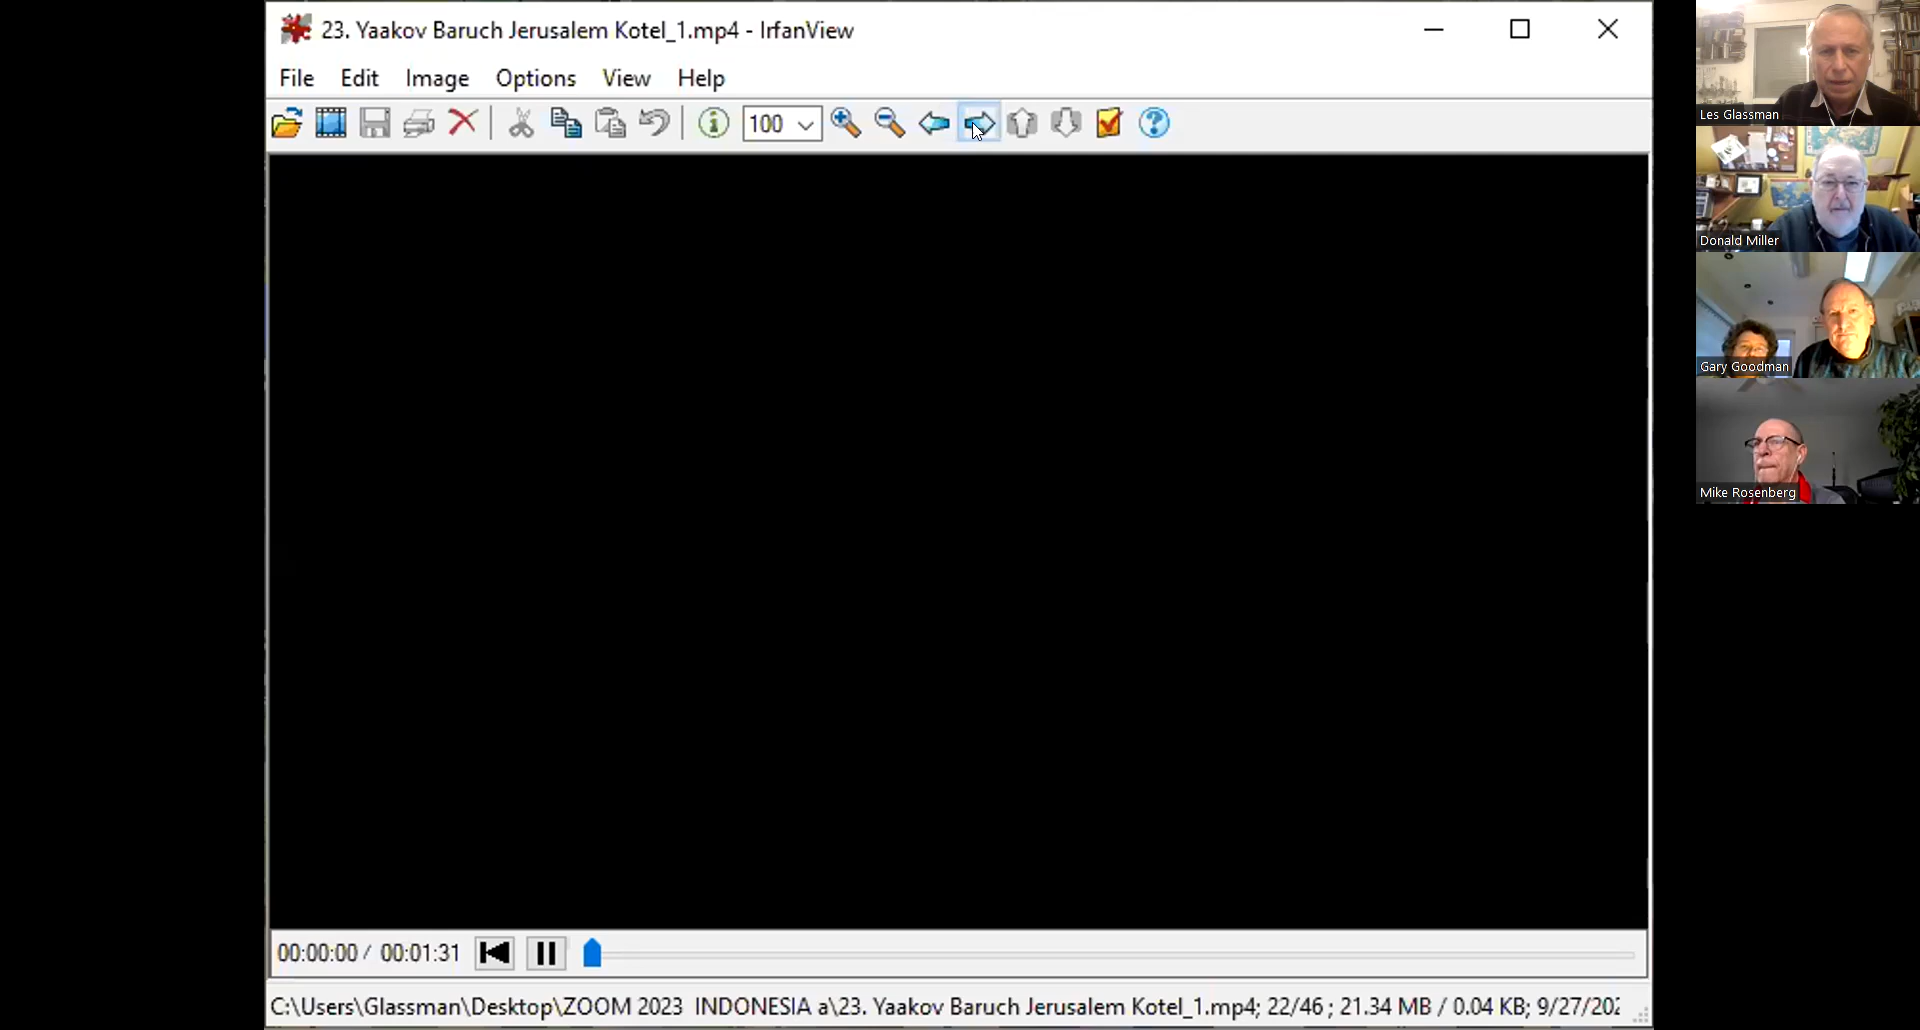 23. Yaakov Baruch Jerusalem Kotel_1.mp4 - IrfanView
File Edit Image Options View Help
100
Les Glassman
Donald Miller
Gary Goodman
Mike Rosenberg
00:00:00 / 00:01:31
C:\Users\Glassman\Desktop\ZOOM 2023 INDONESIA a\23. Yaakov Baruch Jerusalem Kotel_1.mp4; 22/46 ; 21.34 MB / 0.04 KB; 9/27/202